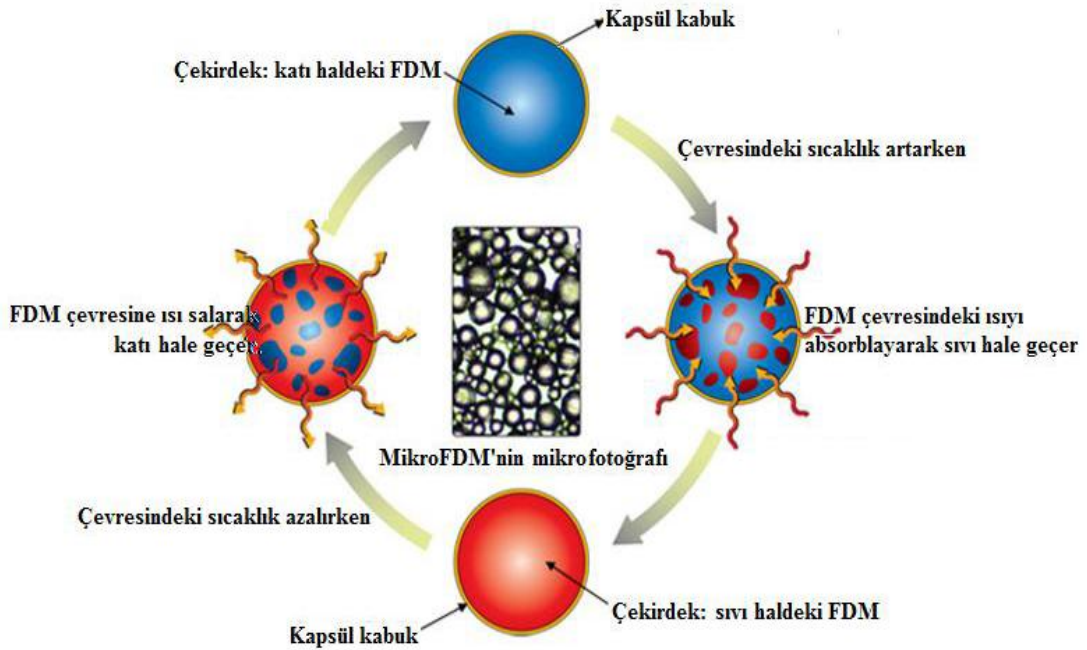 Kapsül kabuk
Çekirdek: katı haldeki FDM
Çevresindeki sıcaklık artarken
FDM çevresine ısı salarak
katı hale geçer
FDM çevresindeki ısıyı
absorblayarak sıvı hale geçer
MikroFDM'nin mikrofotoğrafı
Çevresindeki sıcaklık azalırken
Çekirdek: sıvı haldeki FDM
Kapsül kabuk